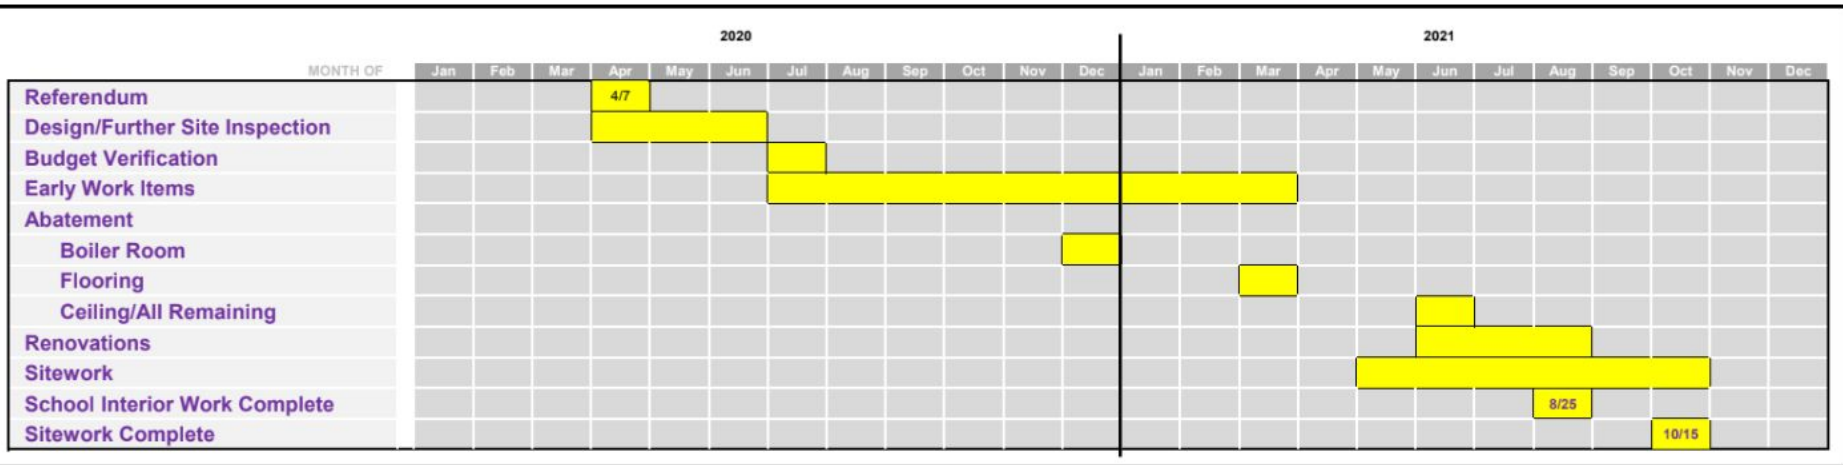 2020 2021
MONTH OF Jan Feb Mar Apr May Jun Jul Aug Sep Oct Nov Dec Jan Feb Mar Apr May Jun Jul Aug Sep Oct Nov Dec
Referendum 4/7
Design/Further Site Inspection
Budget Verification
Early Work Items
Abatement
Boiler Room
Flooring
Ceiling/All Remaining
Renovations
Sitework
School Interior Work Complete 8/25
Sitework Complete 10/15